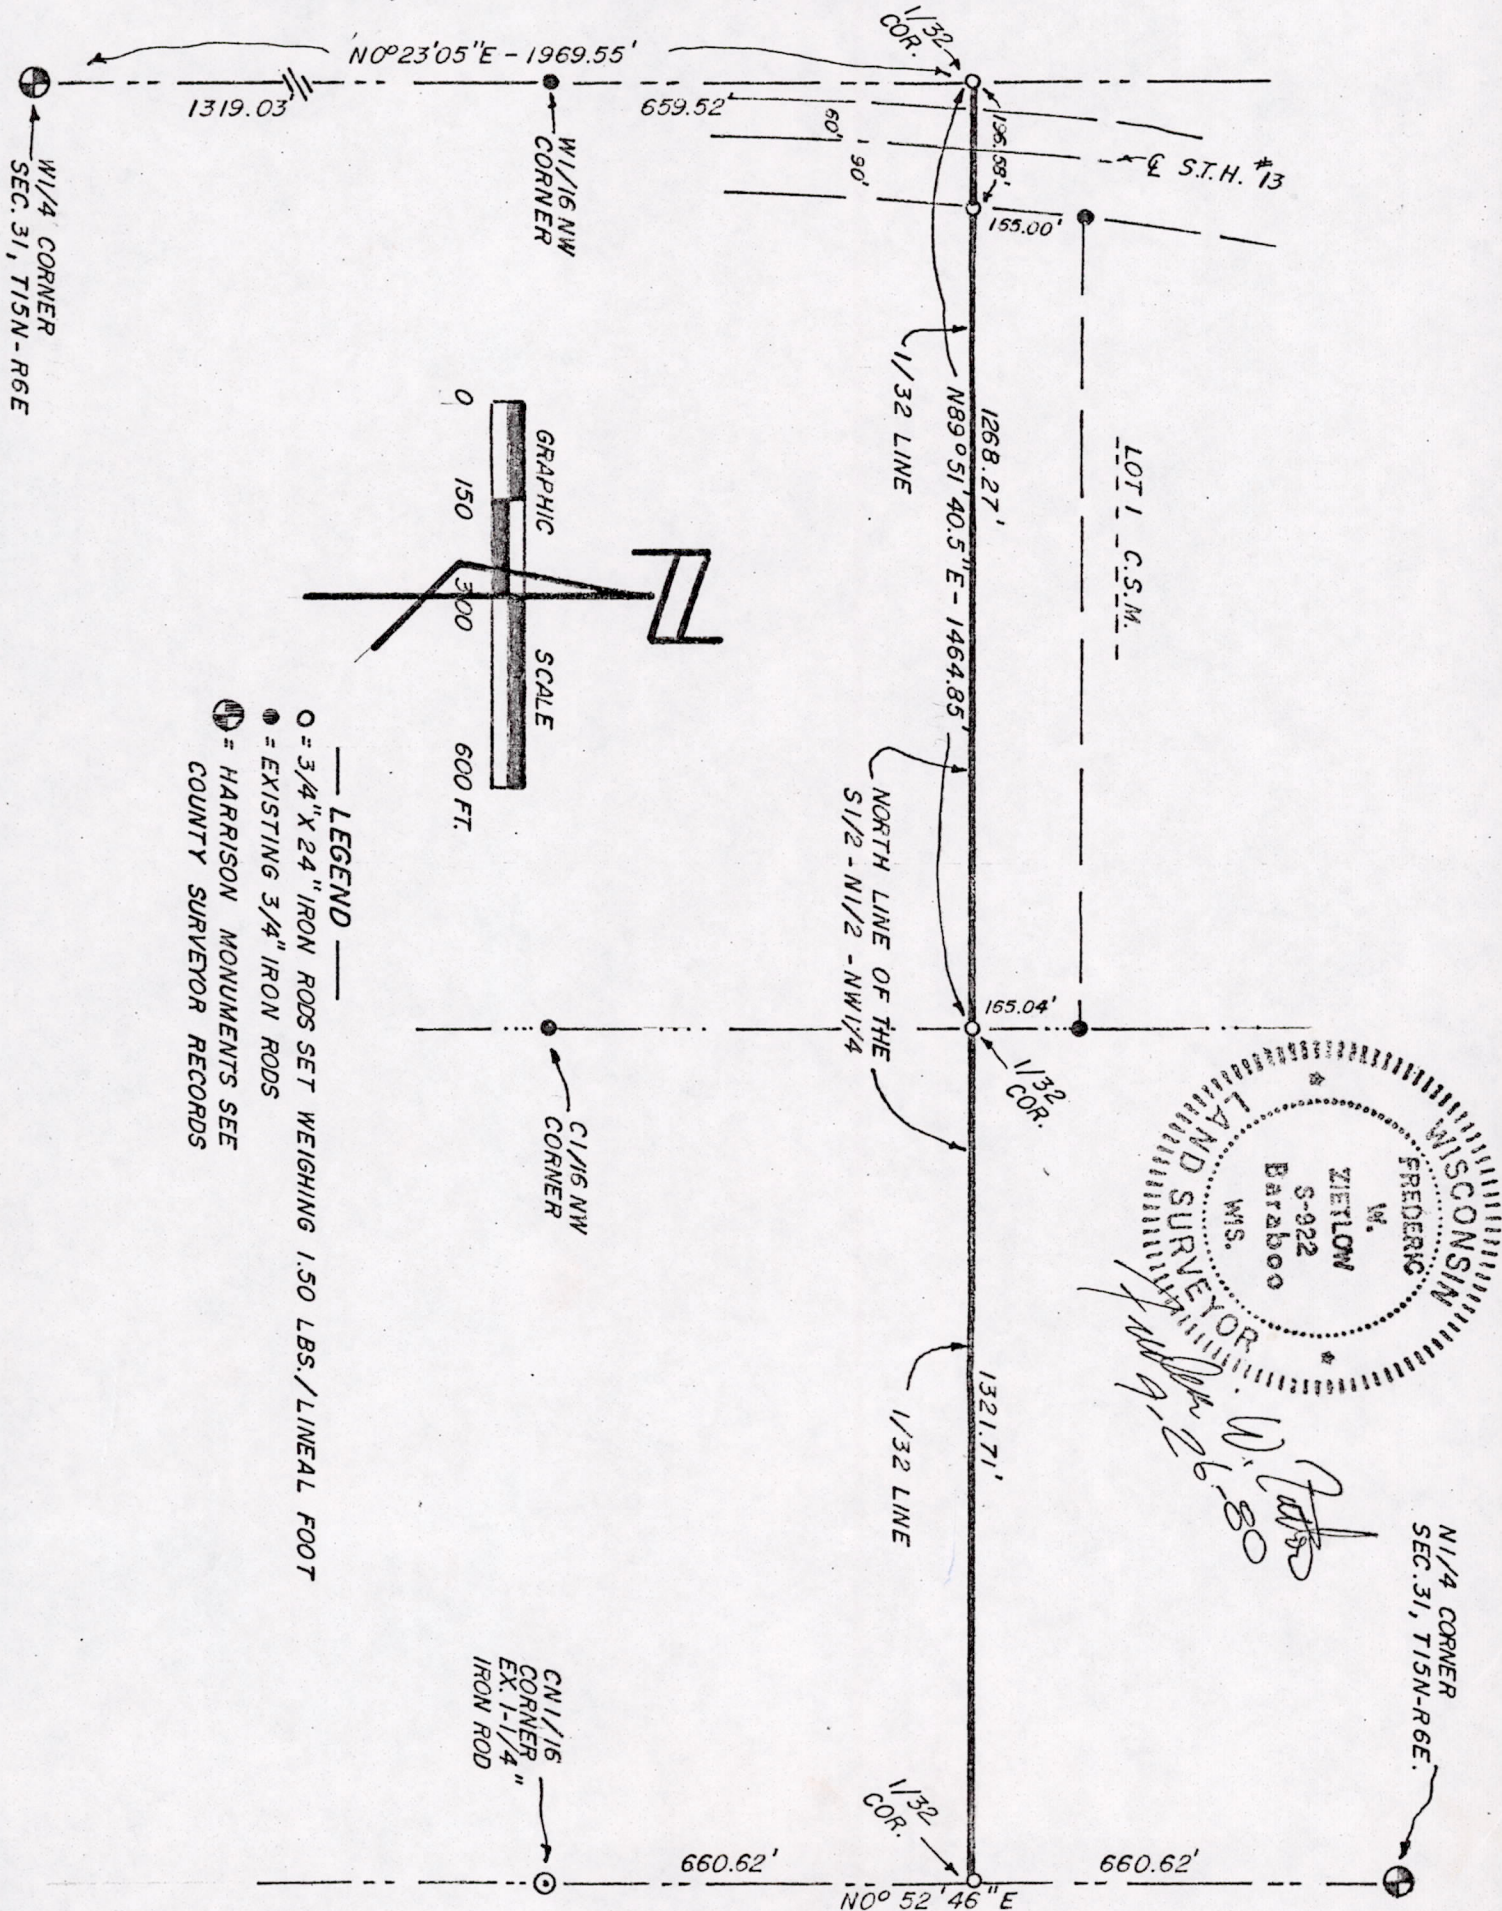 N0°23'05"E - 1969.55'
1319.03'
659.52'
1/32
COR.
196.58'
60'
90'
℄ S.T.H. #13
W1/4 CORNER
SEC. 31, T15N-R6E
W1/16 NW
CORNER
155.00'
1/32 LINE
1268.27'
N89°51'40.5"E - 1464.85'
LOT 1 C.S.M.
GRAPHIC SCALE
0 150 300 600 FT.
N
NORTH LINE OF THE
S1/2 - N1/2 - NW1/4
165.04'
1/32
COR.
C1/16 NW
CORNER
LEGEND
= 3/4" X 24" IRON RODS SET WEIGHING 1.50 LBS./LINEAL FOOT
= EXISTING 3/4" IRON RODS
= HARRISON MONUMENTS SEE
COUNTY SURVEYOR RECORDS
WISCONSIN
FREDERIC
W.
ZIETLOW
S-922
Baraboo
WIS.
LAND SURVEYOR
9-26-80
1321.71'
1/32 LINE
N1/4 CORNER
SEC. 31, T15N-R6E.
CN1/16
CORNER
EX. 1-1/4"
IRON ROD
1/32
COR.
660.62'
660.62'
N0°52'46"E